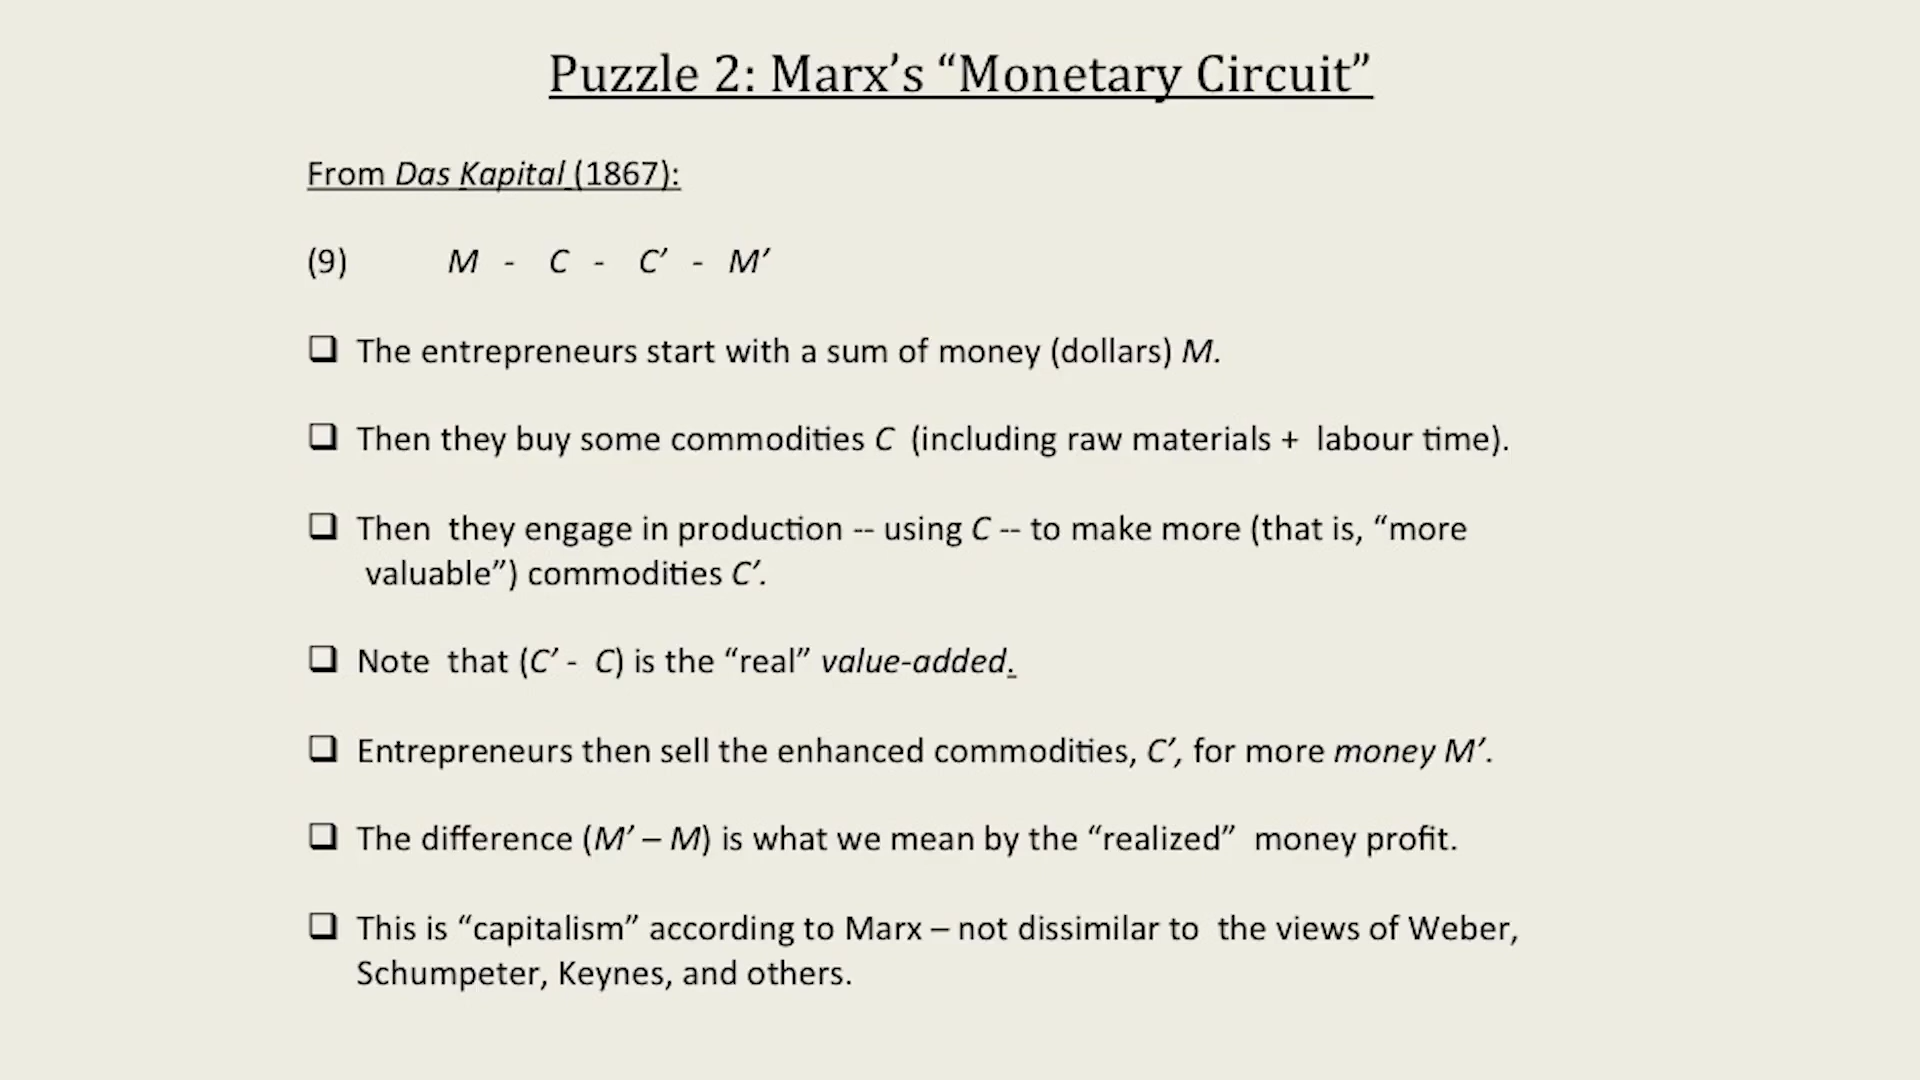 Puzzle 2: Marx’s “Monetary Circuit”
From Das Kapital (1867):
(9) M - C - C’ - M’
❑ The entrepreneurs start with a sum of money (dollars) M.
❑ Then they buy some commodities C (including raw materials + labour time).
❑ Then they engage in production -- using C -- to make more (that is, “more
valuable”) commodities C’.
❑ Note that (C’ - C) is the “real” value-added.
❑ Entrepreneurs then sell the enhanced commodities, C’, for more money M’.
❑ The difference (M’ – M) is what we mean by the “realized” money profit.
❑ This is “capitalism” according to Marx – not dissimilar to the views of Weber,
Schumpeter, Keynes, and others.